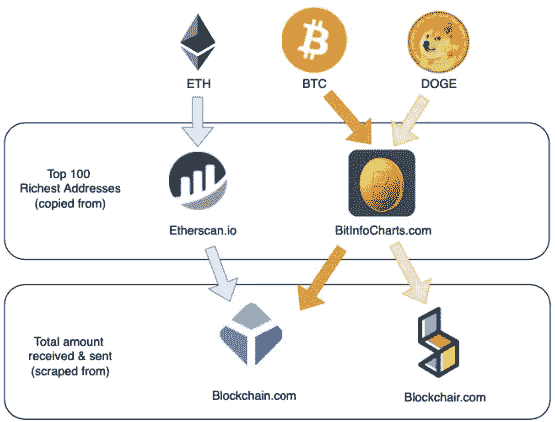 ETH
BTC
DOGE
Top 100
Richest Addresses
(copied from)
Etherscan.io
BitInfoCharts.com
Total amount
received & sent
(scraped from)
Blockchain.com
Blockchair.com